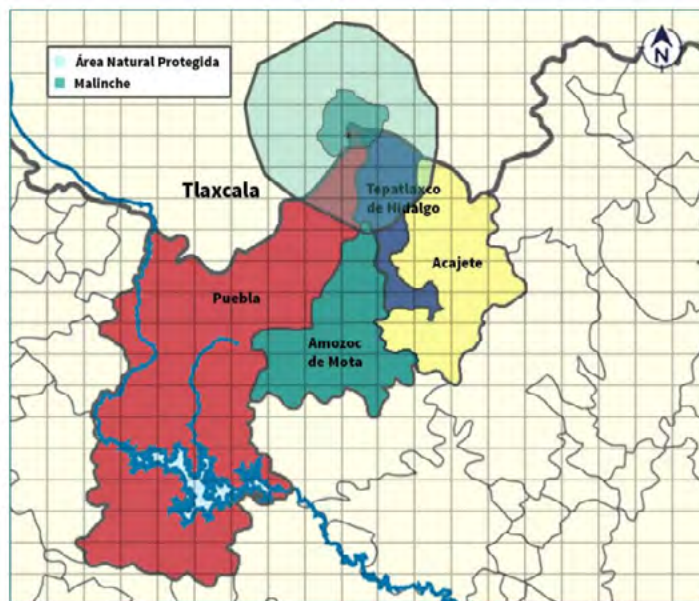 Área Natural Protegida
Malinche
N
Tlaxcala
Tepatlaxco
de Hidalgo
Acajete
Puebla
Amozoc
de Mota